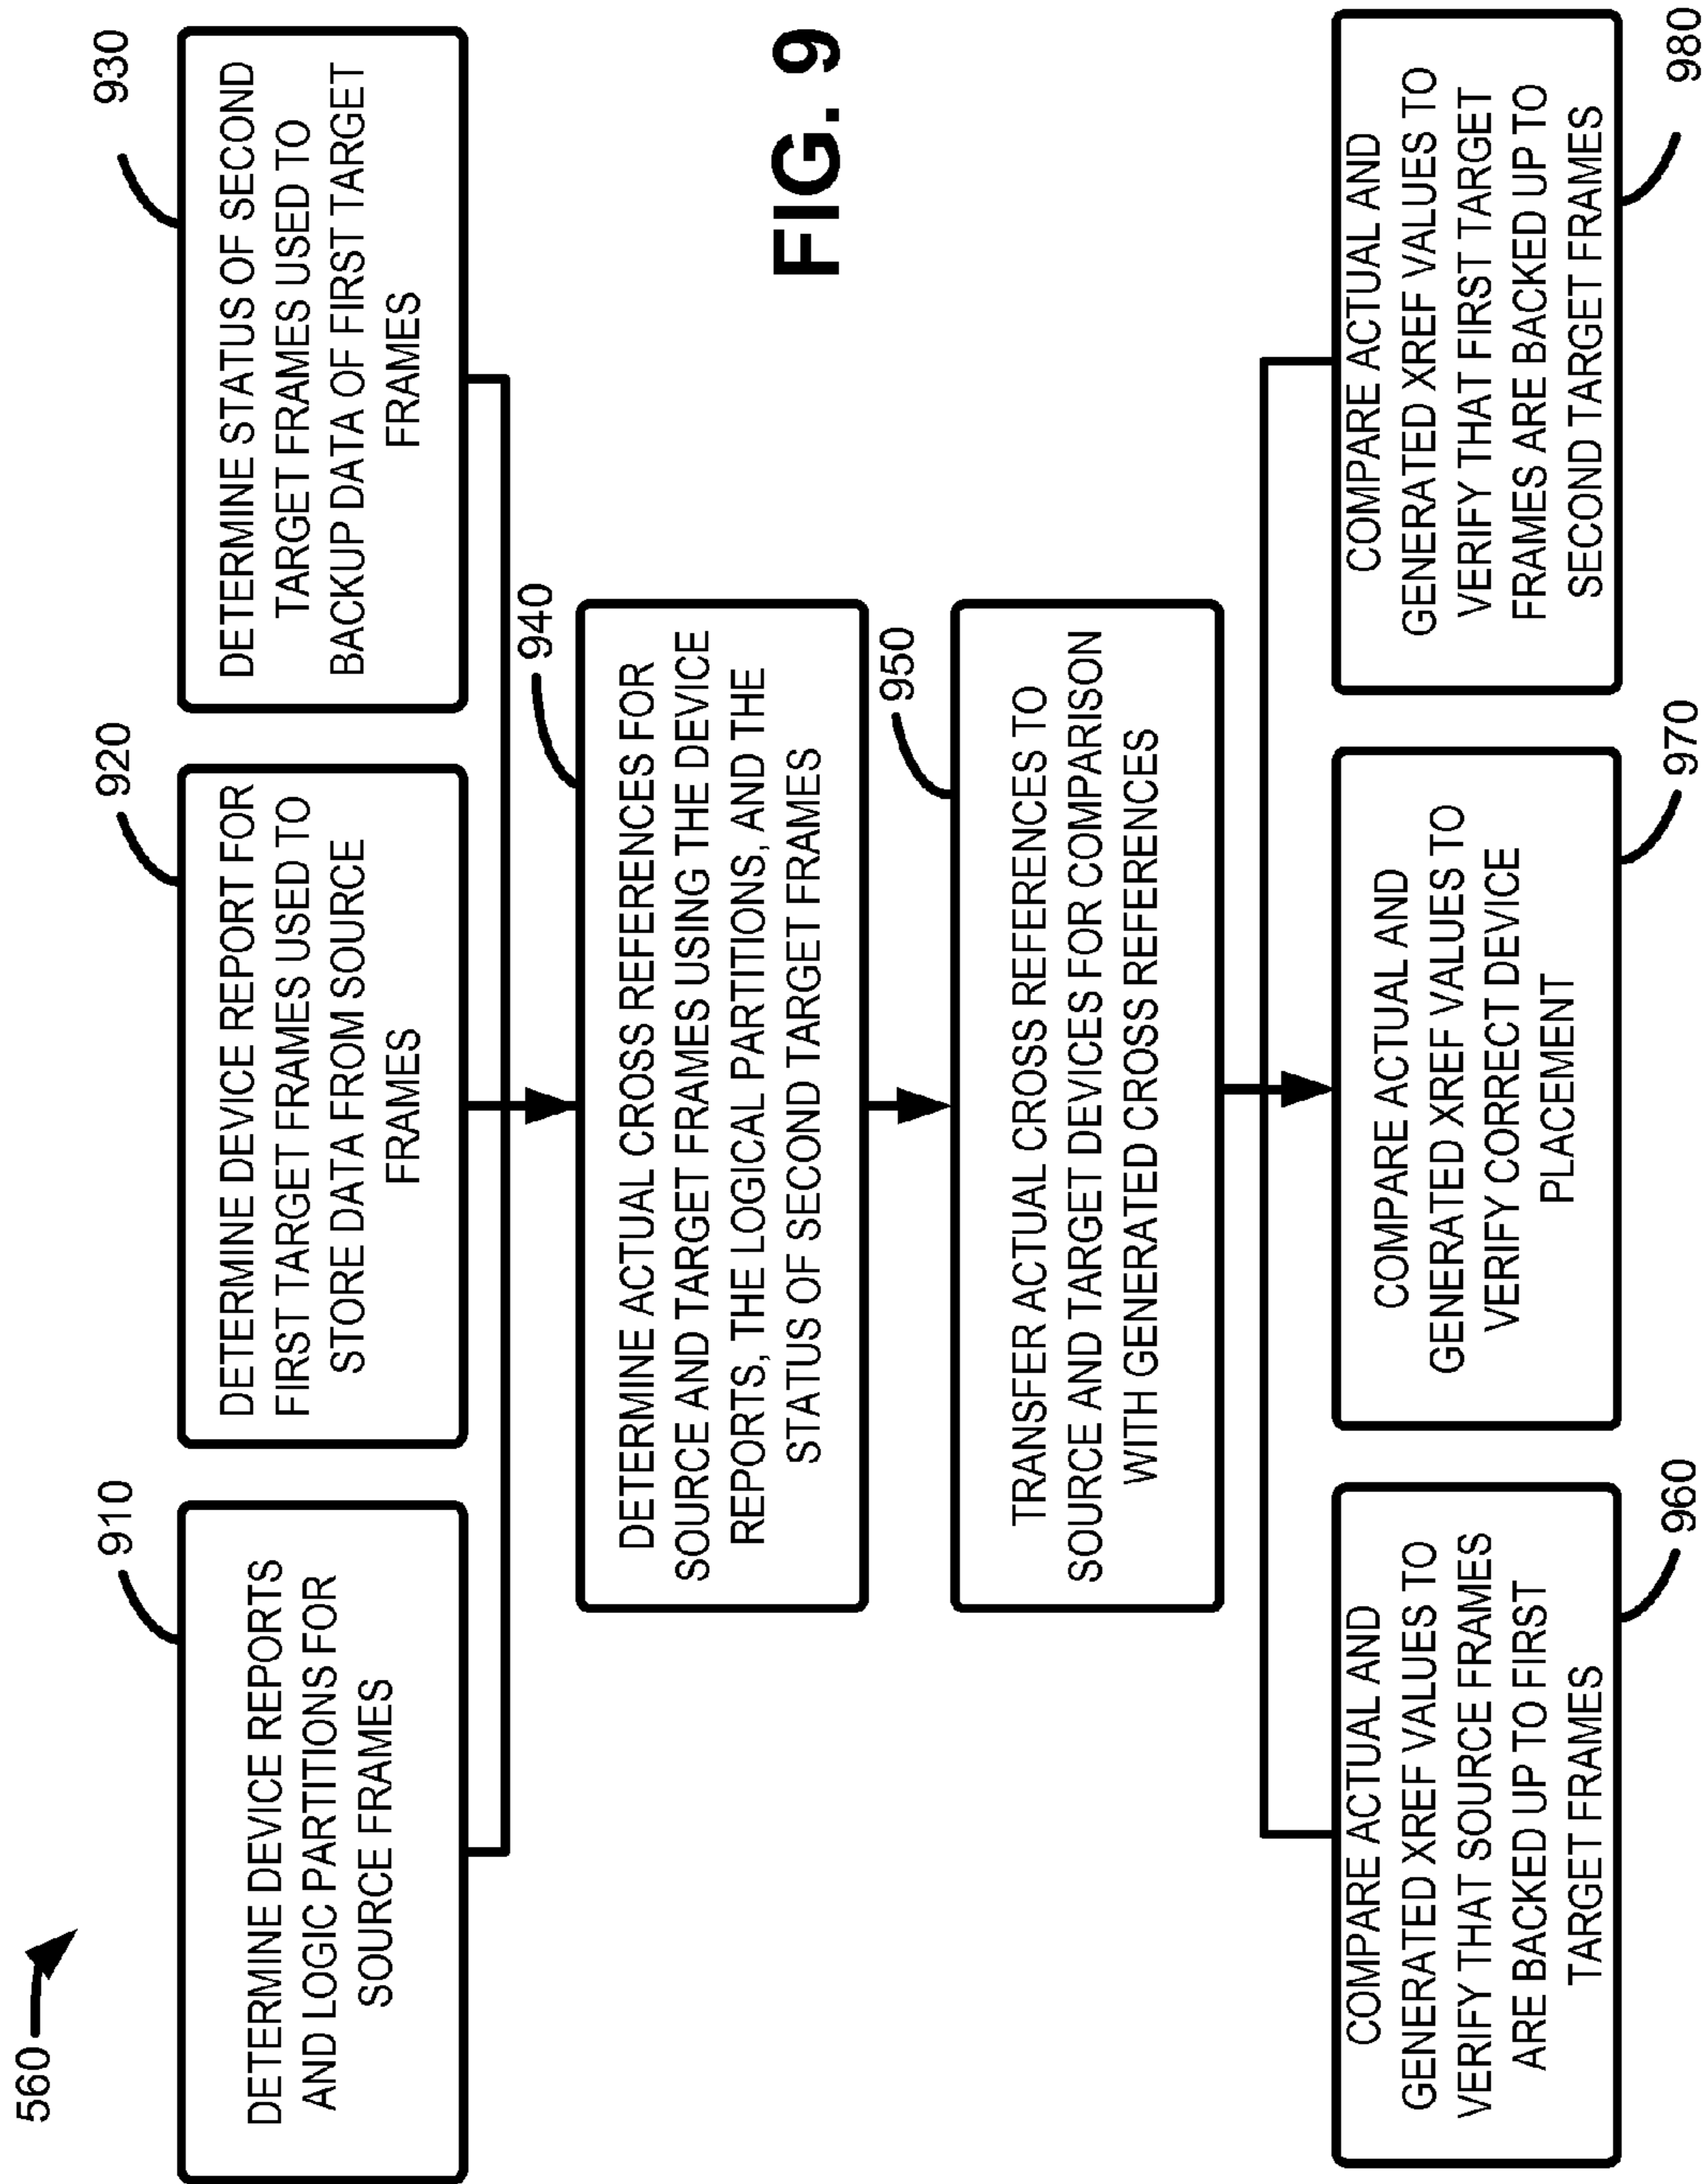 560
910
DETERMINE DEVICE REPORTS
AND LOGIC PARTITIONS FOR
SOURCE FRAMES
920
DETERMINE DEVICE REPORT FOR
FIRST TARGET FRAMES USED TO
STORE DATA FROM SOURCE
FRAMES
930
DETERMINE STATUS OF SECOND
TARGET FRAMES USED TO
BACKUP DATA OF FIRST TARGET
FRAMES
940
DETERMINE ACTUAL CROSS REFERENCES FOR
SOURCE AND TARGET FRAMES USING THE DEVICE
REPORTS, THE LOGICAL PARTITIONS, AND THE
STATUS OF SECOND TARGET FRAMES
950
TRANSFER ACTUAL CROSS REFERENCES TO
SOURCE AND TARGET DEVICES FOR COMPARISON
WITH GENERATED CROSS REFERENCES
COMPARE ACTUAL AND
GENERATED XREF VALUES TO
VERIFY THAT SOURCE FRAMES
ARE BACKED UP TO FIRST
TARGET FRAMES
960
COMPARE ACTUAL AND
GENERATED XREF VALUES TO
VERIFY CORRECT DEVICE
PLACEMENT
970
COMPARE ACTUAL AND
GENERATED XREF VALUES TO
VERIFY THAT FIRST TARGET
FRAMES ARE BACKED UP TO
SECOND TARGET FRAMES
980
FIG. 9